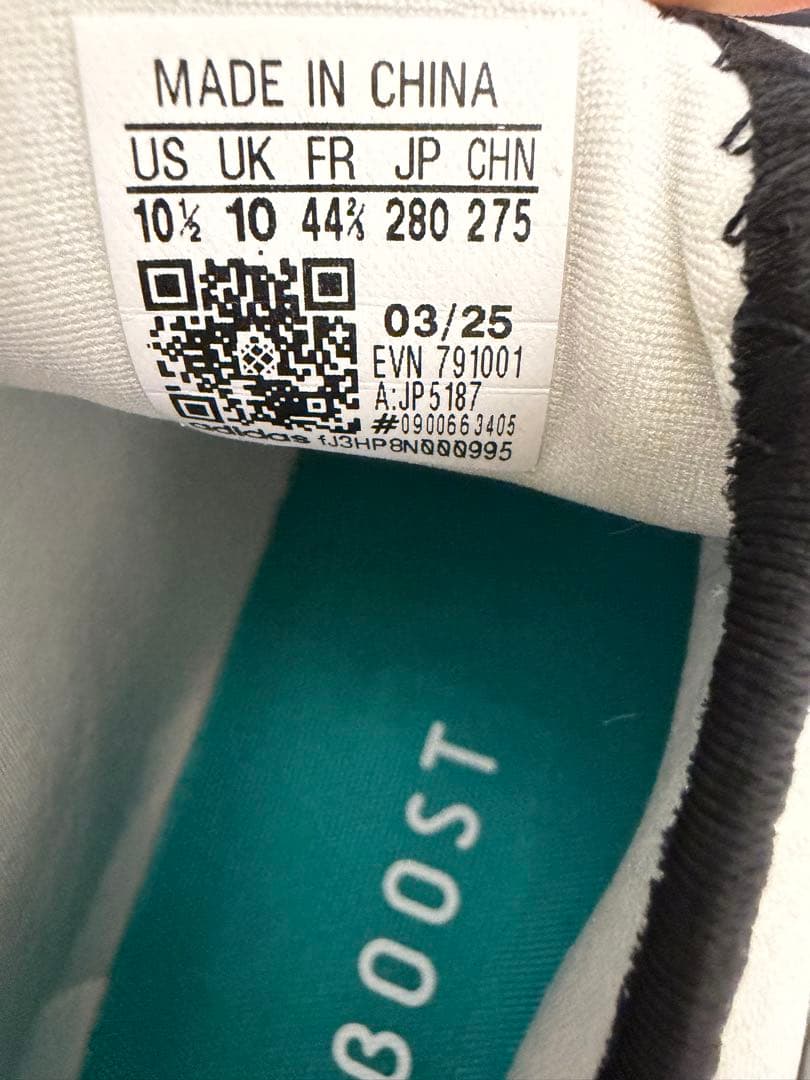 MADE IN CHINA
US UK FR JP CHN
10½ 10 44⅔ 280 275
03/25
EVN 791001
A:JP5187
#0900663405
adidas fJ3HP8N000995
BOOST